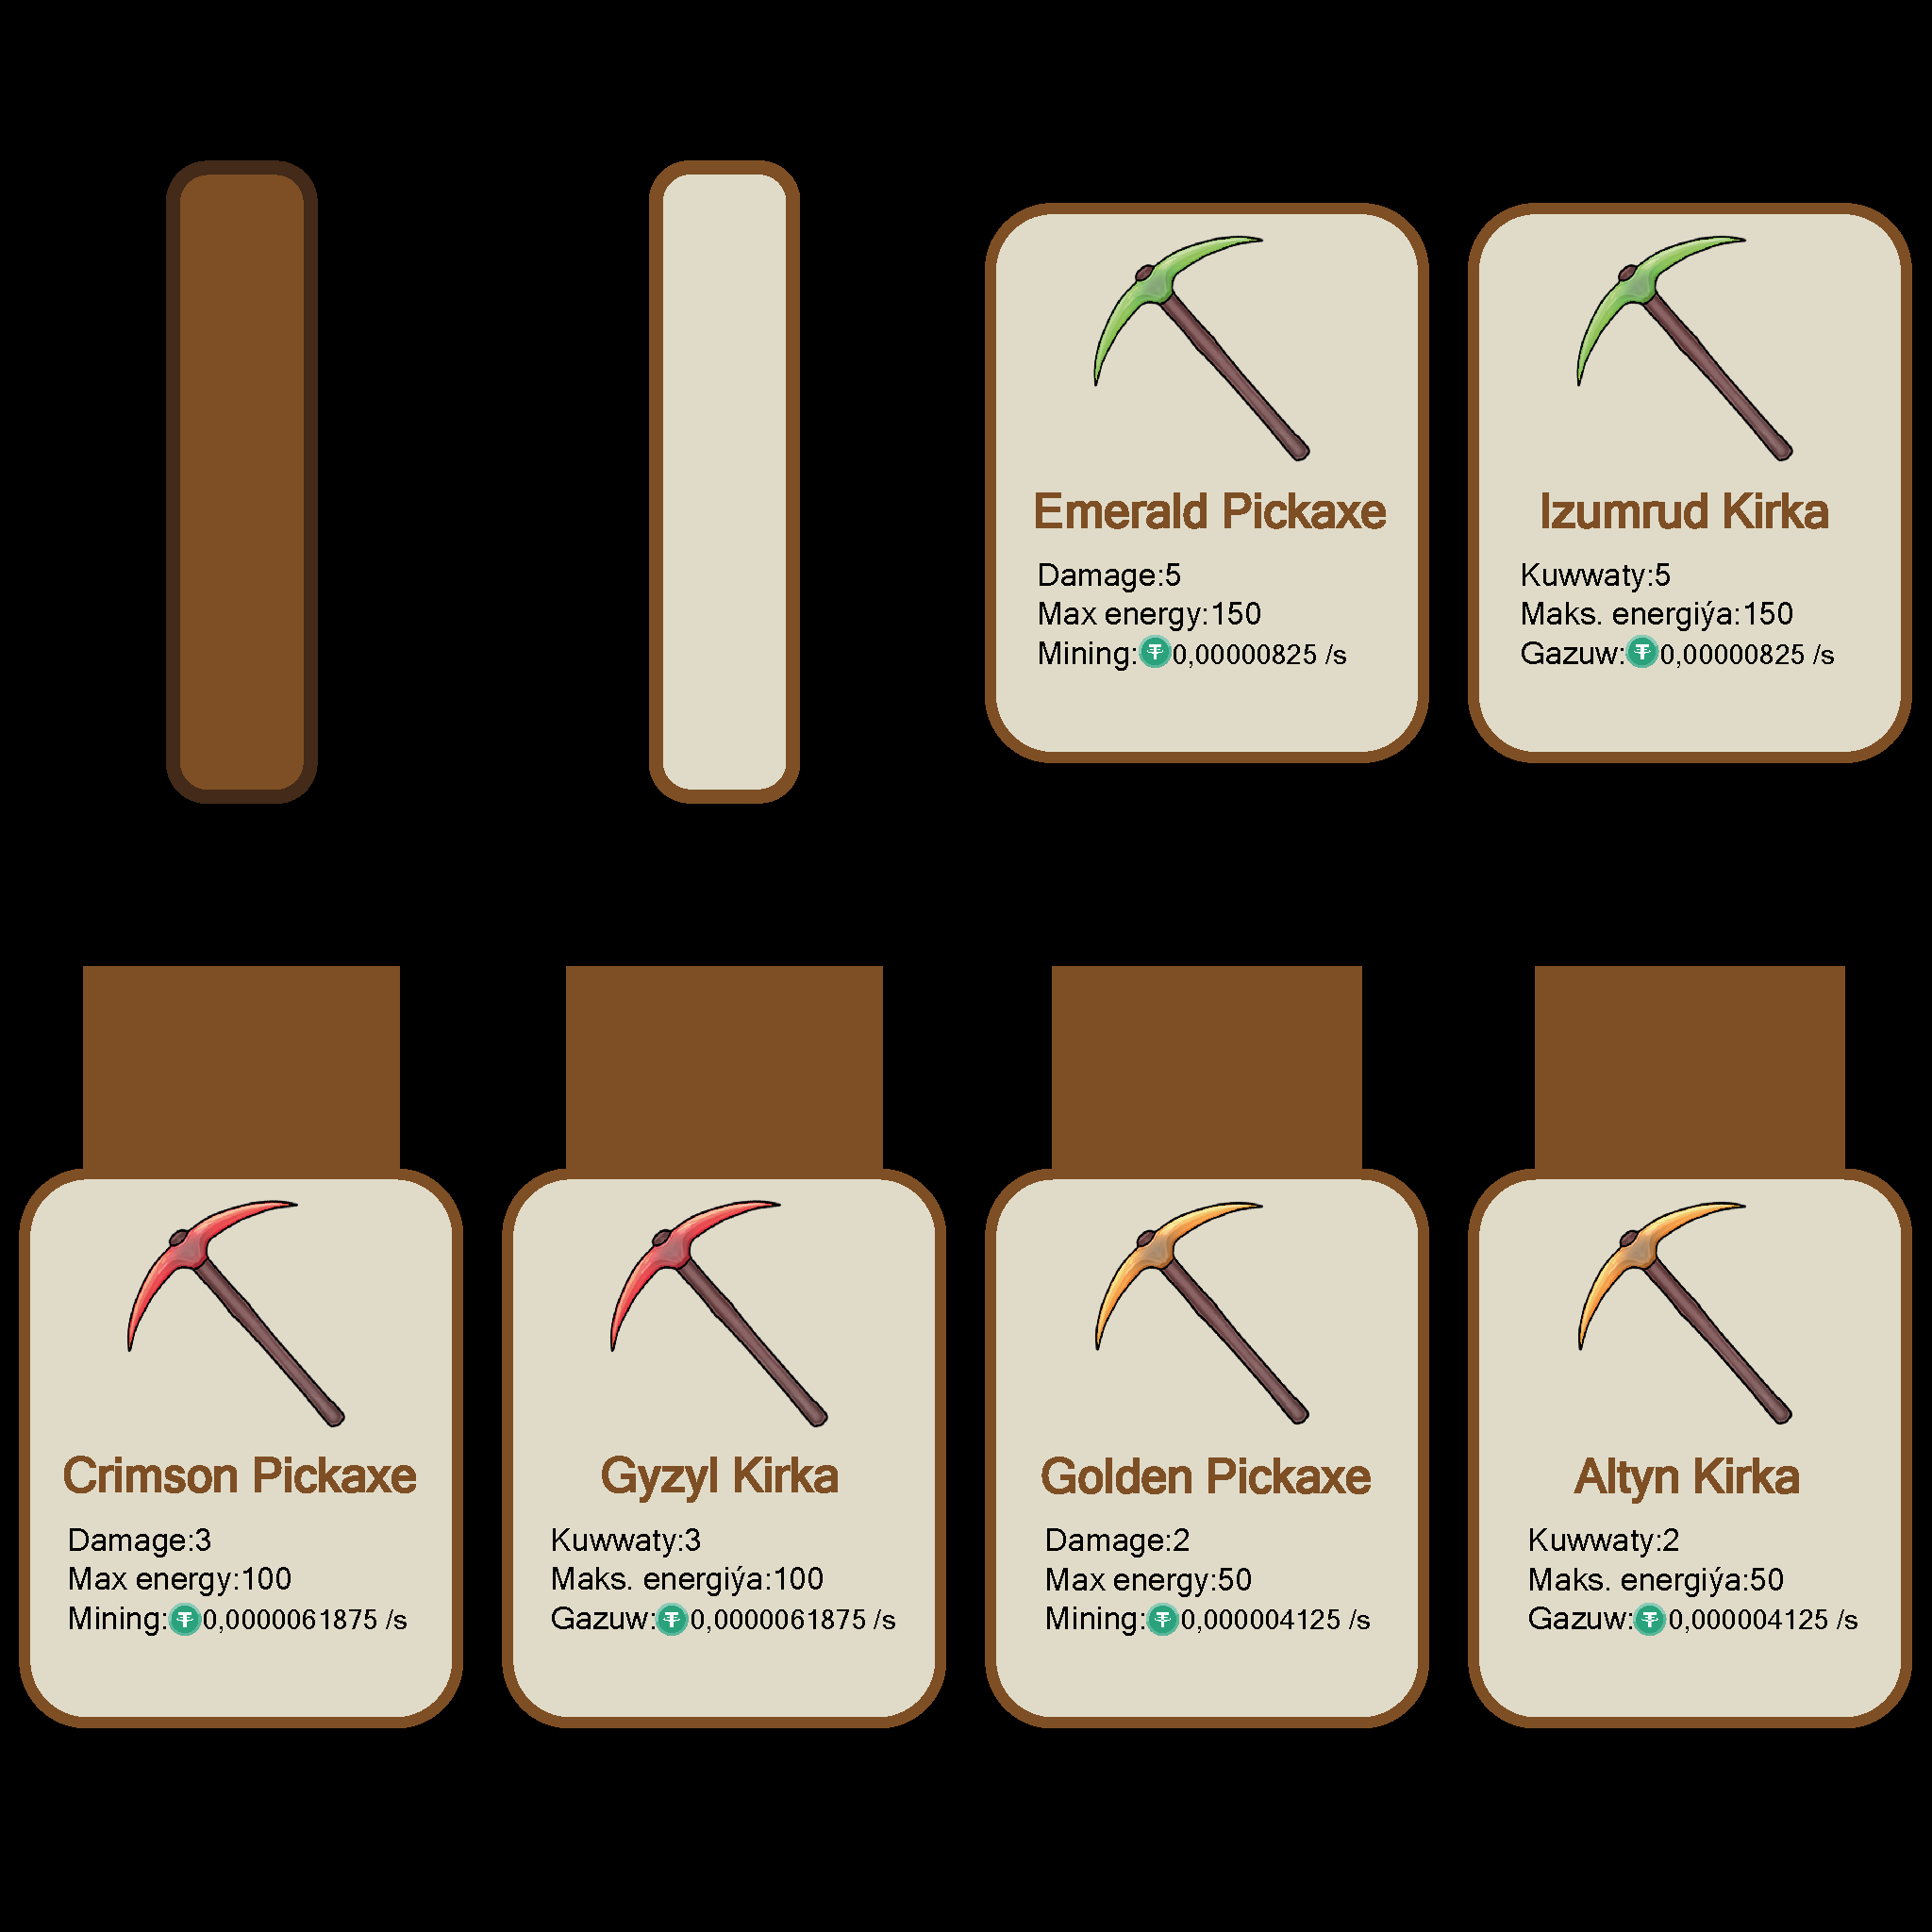 Emerald Pickaxe
Damage:5
Max energy:150
Mining:0,00000825 /s
Izumrud Kirka
Kuwwaty:5
Maks. energiýa:150
Gazuw:0,00000825 /s
Crimson Pickaxe
Damage:3
Max energy:100
Mining:0,0000061875 /s
Gyzyl Kirka
Kuwwaty:3
Maks. energiýa:100
Gazuw:0,0000061875 /s
Golden Pickaxe
Damage:2
Max energy:50
Mining:0,000004125 /s
Altyn Kirka
Kuwwaty:2
Maks. energiýa:50
Gazuw:0,000004125 /s